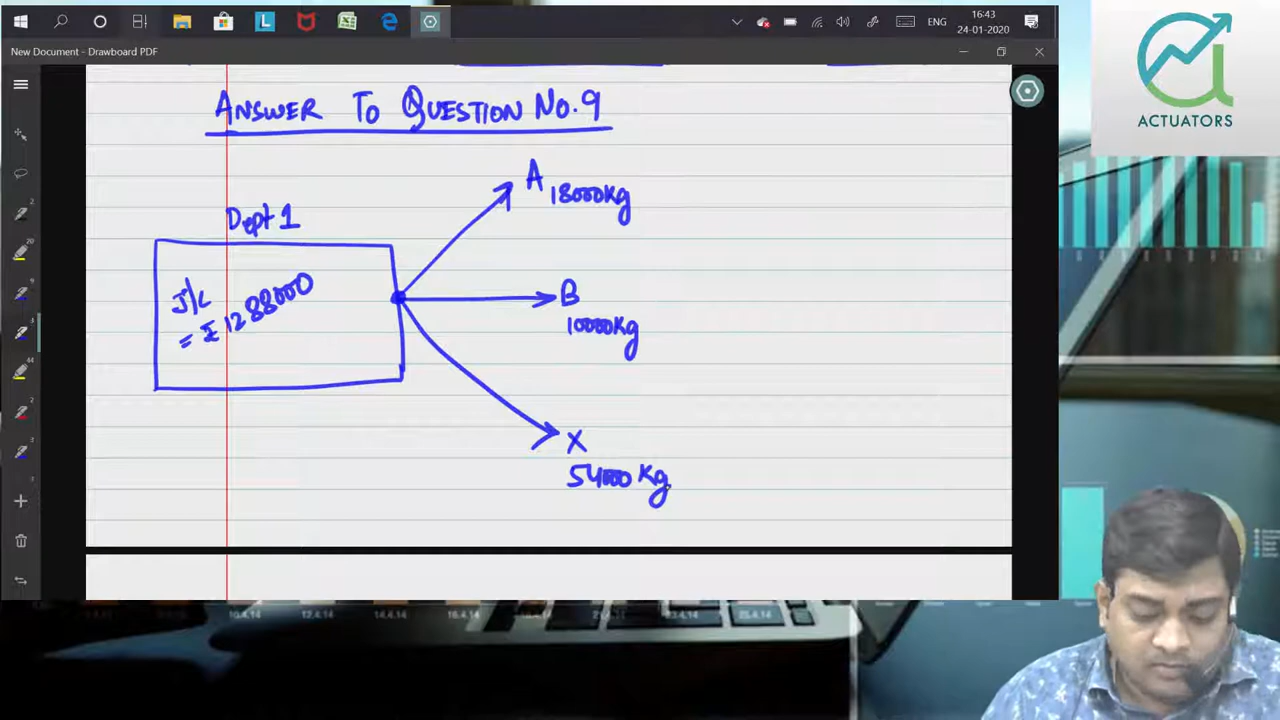 16:43
ENG
24-01-2020
New Document - Drawboard PDF
ACTUATORS
ANSWER TO QUESTION No.9
A
18000Kg
Dept 1
J/C
= ₹ 1288000
B
10000Kg
X
54000 Kg